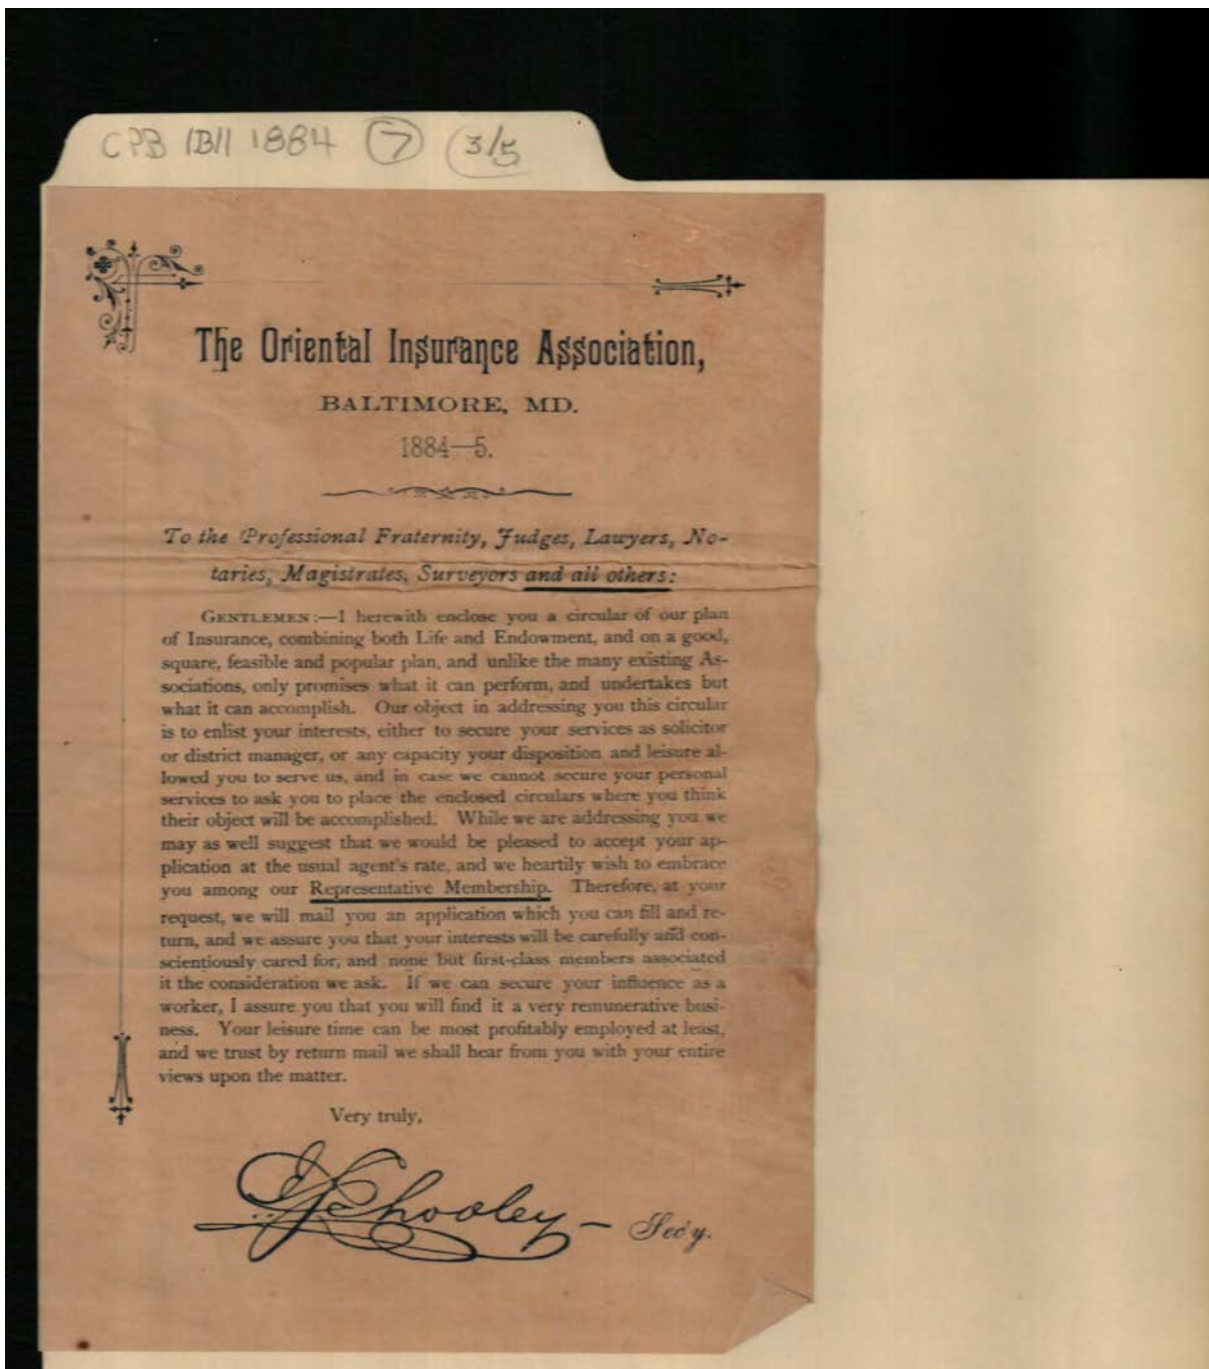 CPB 1B11 1884 7 3/5
The Oriental Insurance Association,
BALTIMORE, MD.
1884—5.
To the Professional Fraternity, Judges, Lawyers, No-
taries, Magistrates, Surveyors and all others:
GENTLEMEN:—I herewith enclose you a circular of our plan
of Insurance, combining both Life and Endowment, and on a good,
square, feasible and popular plan, and unlike the many existing As-
sociations, only promises what it can perform, and undertakes but
what it can accomplish. Our object in addressing you this circular
is to enlist your interests, either to secure your services as solicitor
or district manager, or any capacity your disposition and leisure al-
lowed you to serve us, and in case we cannot secure your personal
services to ask you to place the enclosed circulars where you think
their object will be accomplished. While we are addressing you we
may as well suggest that we would be pleased to accept your ap-
plication at the usual agent's rate, and we heartily wish to embrace
you among our Representative Membership. Therefore, at your
request, we will mail you an application which you can fill and re-
turn, and we assure you that your interests will be carefully and con-
scientiously cared for, and none but first-class members associated
it the consideration we ask. If we can secure your influence as a
worker, I assure you that you will find it a very remunerative busi-
ness. Your leisure time can be most profitably employed at least,
and we trust by return mail we shall hear from you with your entire
views upon the matter.
Very truly,
Schooley — Sec'y.